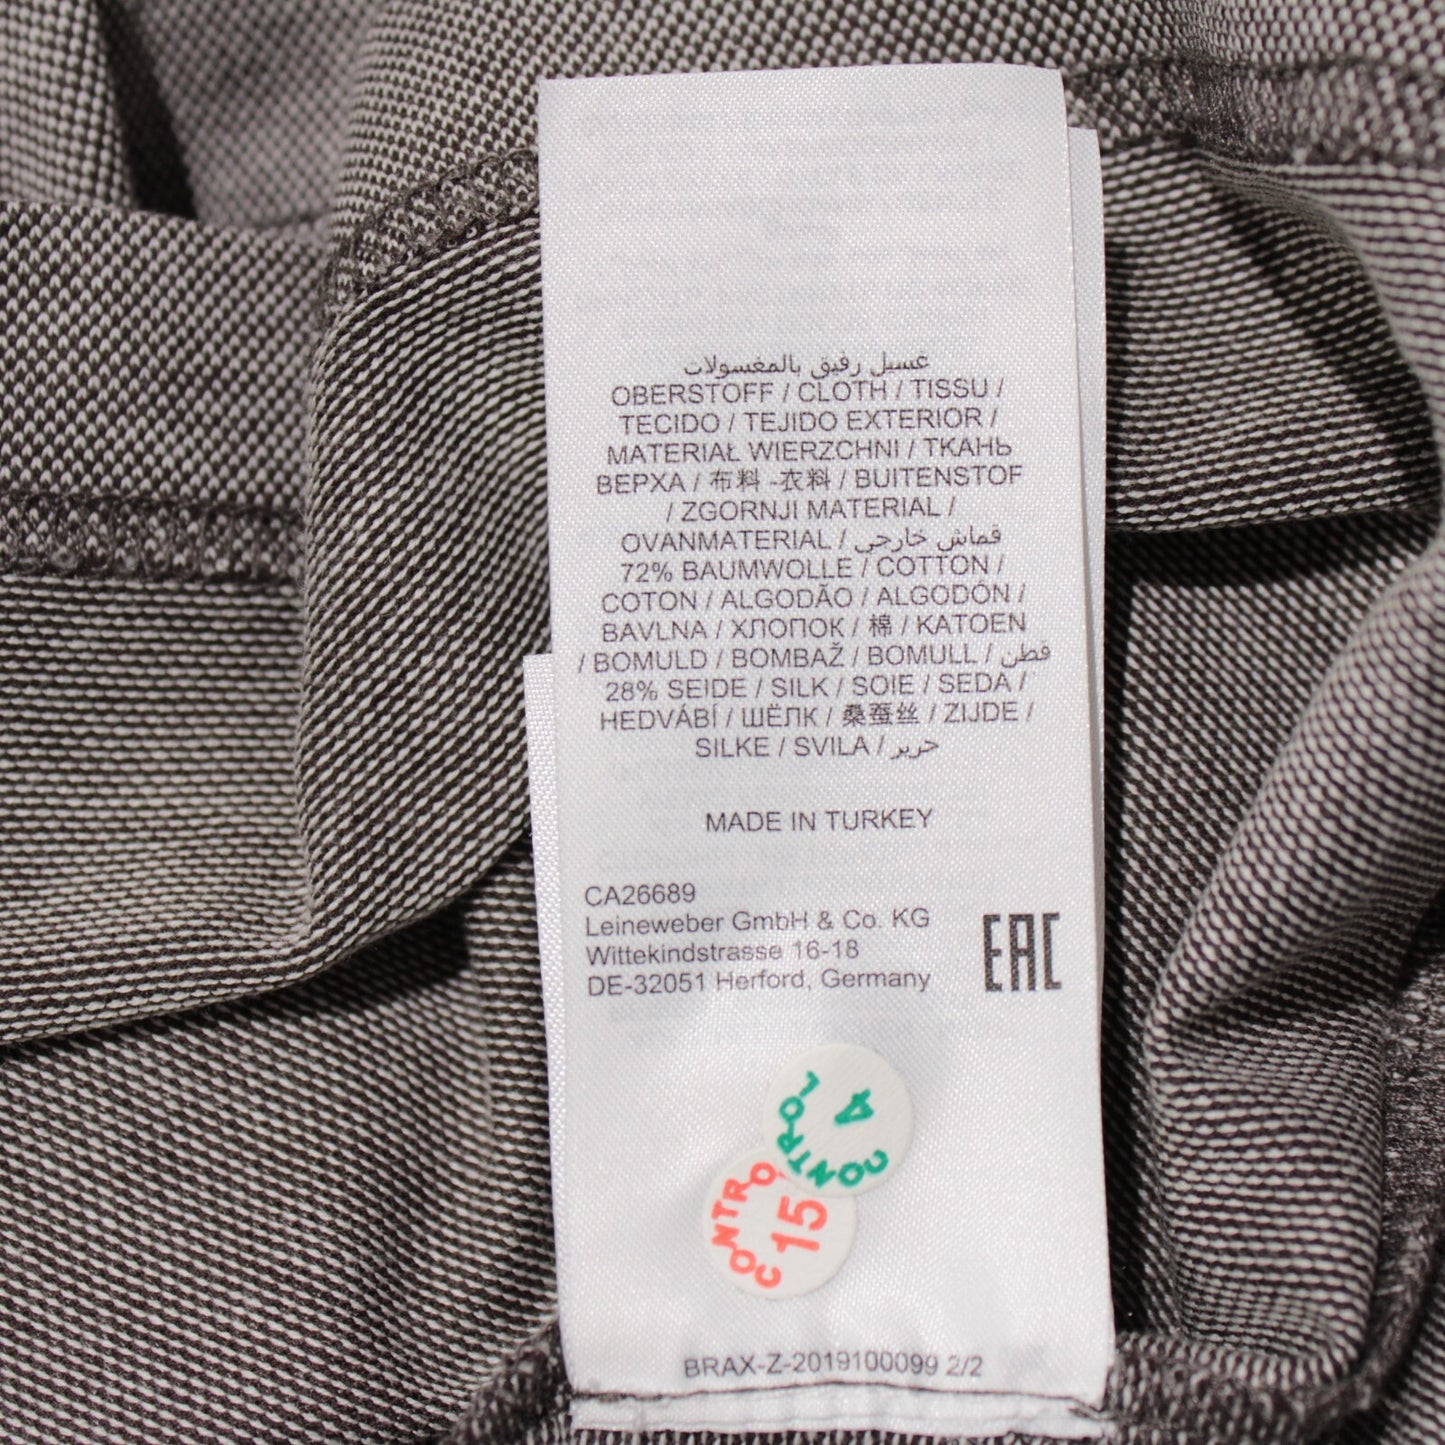 غسيل رفيق بالمغسولات
OBERSTOFF / CLOTH / TISSU /
TECIDO / TEJIDO EXTERIOR /
MATERIAŁ WIERZCHNI / ТКАНЬ
ВЕРХА / 布料 -衣料 / BUITENSTOF
/ ZGORNJI MATERIAL /
OVANMATERIAL / قماش خارجي
72% BAUMWOLLE / COTTON /
COTON / ALGODÃO / ALGODÓN /
BAVLNA / ХЛОПОК / 棉 / KATOEN
/ BOMULD / BOMBAŽ / BOMULL / قطن
28% SEIDE / SILK / SOIE / SEDA /
HEDVÁBÍ / ШЁЛК / 桑蚕丝 / ZIJDE /
SILKE / SVILA / حرير
MADE IN TURKEY
CA26689
Leineweber GmbH & Co. KG
Wittekindstrasse 16-18
DE-32051 Herford, Germany
EAC
CONTROL
4
CONTRO
15
BRAX-Z-2019100099 2/2